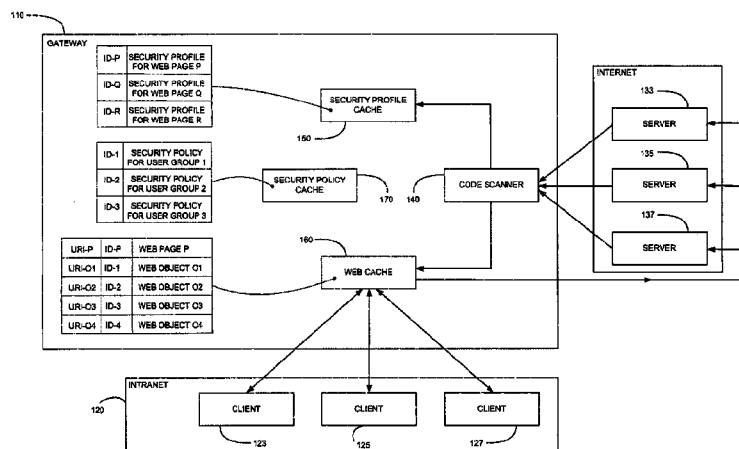 110
GATEWAY
ID-P SECURITY PROFILE
FOR WEB PAGE P
ID-Q SECURITY PROFILE
FOR WEB PAGE Q
ID-R SECURITY PROFILE
FOR WEB PAGE R
SECURITY PROFILE
CACHE
150
ID-1 SECURITY POLICY
FOR USER GROUP 1
ID-2 SECURITY POLICY
FOR USER GROUP 2
ID-3 SECURITY POLICY
FOR USER GROUP 3
SECURITY POLICY
CACHE
170
140
CODE SCANNER
INTERNET
133
SERVER
135
SERVER
137
SERVER
160
WEB CACHE
URI-P ID-P WEB PAGE P
URI-O1 ID-1 WEB OBJECT O1
URI-O2 ID-2 WEB OBJECT O2
URI-O3 ID-3 WEB OBJECT O3
URI-O4 ID-4 WEB OBJECT O4
INTRANET
120
CLIENT
CLIENT
CLIENT
123
125
127